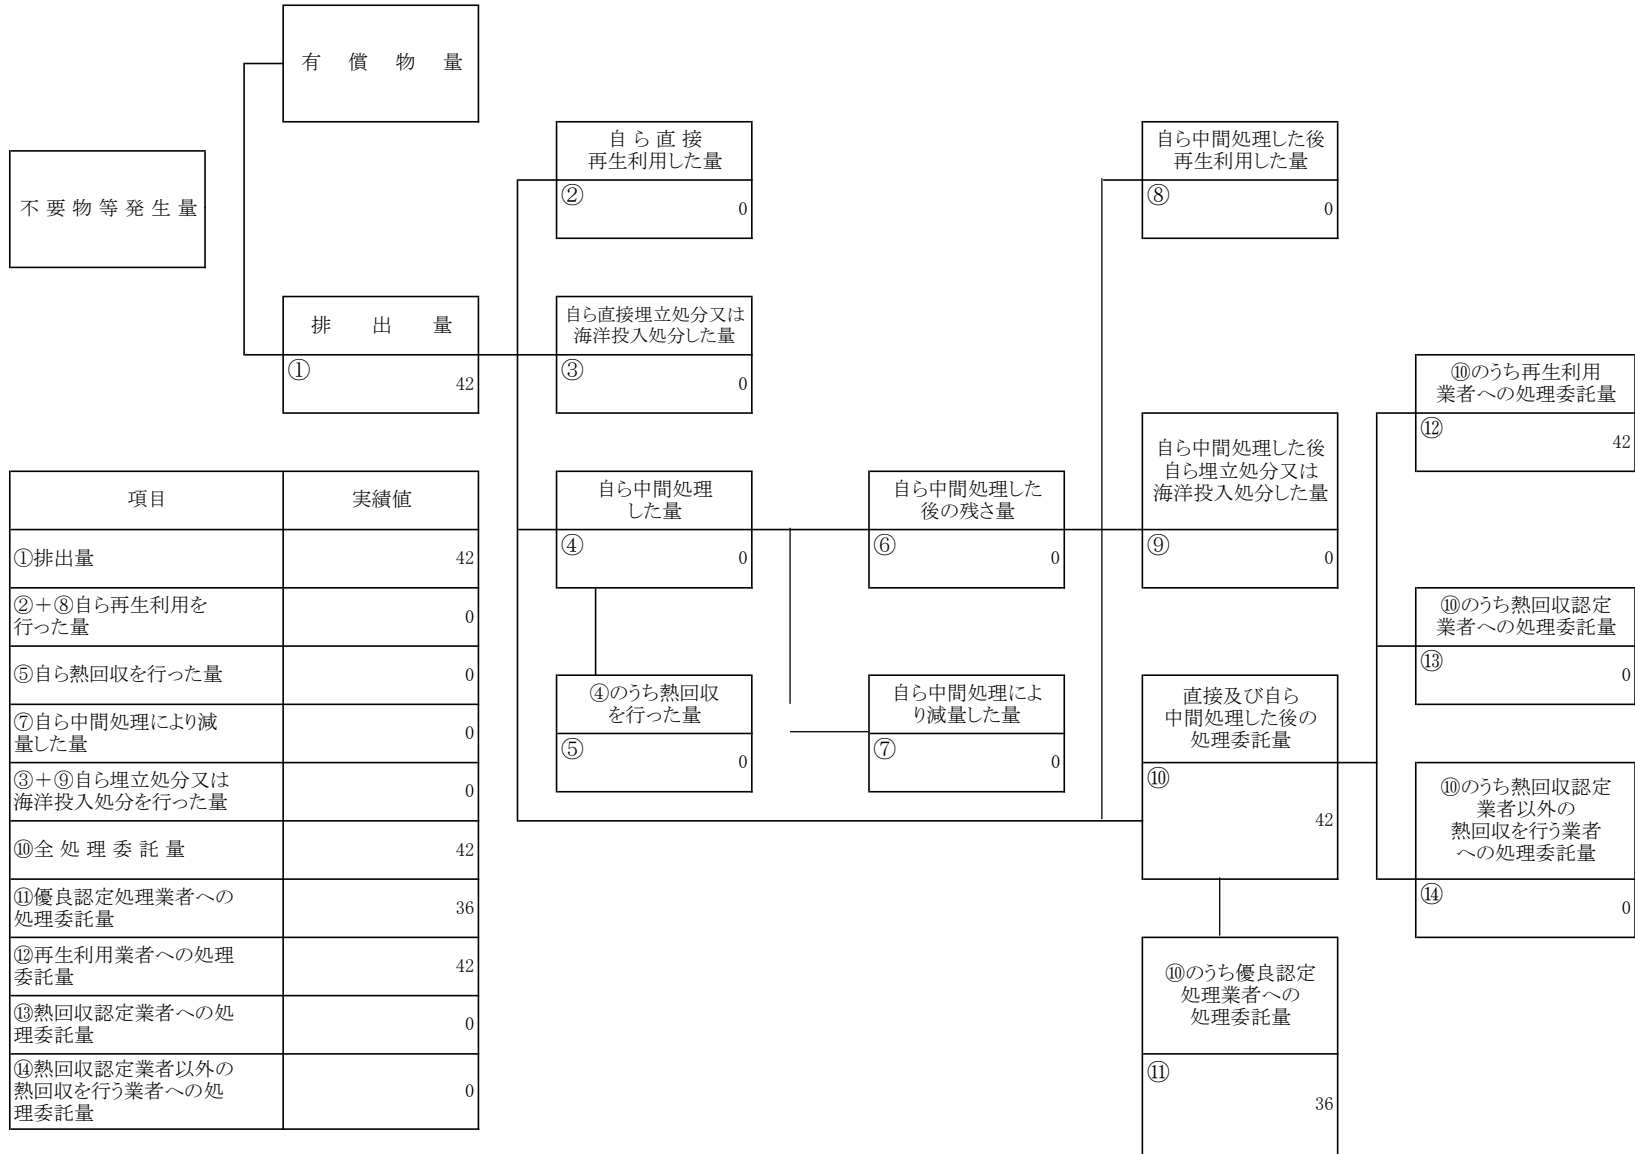 有償物量
不要物等発生量
排出量
①
42
自ら直接
再生利用した量
②
0
自ら直接埋立処分又は
海洋投入処分した量
③
0
自ら中間処理
した量
④
0
④のうち熱回収
を行った量
⑤
0
自ら中間処理した
後の残さ量
⑥
0
自ら中間処理によ
り減量した量
⑦
0
自ら中間処理した後
再生利用した量
⑧
0
自ら中間処理した後
自ら埋立処分又は
海洋投入処分した量
⑨
0
直接及び自ら
中間処理した後の
処理委託量
⑩
42
⑩のうち優良認定
処理業者への
処理委託量
⑪
36
⑩のうち再生利用
業者への処理委託量
⑫
42
⑩のうち熱回収認定
業者への処理委託量
⑬
0
⑩のうち熱回収認定
業者以外の
熱回収を行う業者
への処理委託量
⑭
0
項目 実績値
①排出量 42
②＋⑧自ら再生利用を
行った量 0
⑤自ら熱回収を行った量 0
⑦自ら中間処理により減
量した量 0
③＋⑨自ら埋立処分又は
海洋投入処分を行った量 0
⑩全処理委託量 42
⑪優良認定処理業者への
処理委託量 36
⑫再生利用業者への処理
委託量 42
⑬熱回収認定業者への処
理委託量 0
⑭熱回収認定業者以外の
熱回収を行う業者への処
理委託量 0